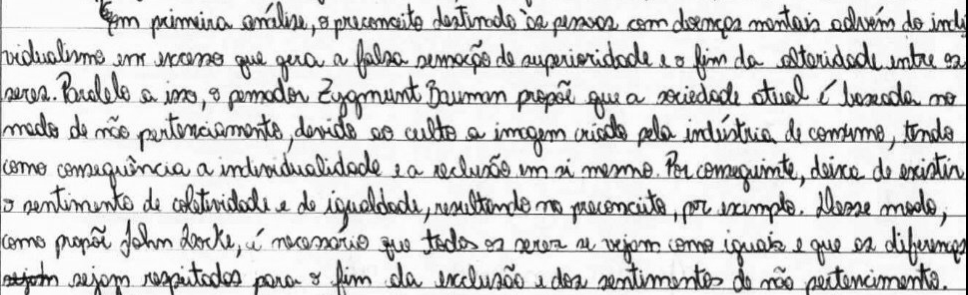 Em primeira análise, o preconceito destinado às pessoas com doenças mentais advém do indi
vidualismo em excesso que gera a falsa sensação de superioridade e o fim da alteridade entre os
seres. Paralelo a isso, o pensador Zygmunt Bauman propõe que a sociedade atual é baseada no
medo de não pertenciamento, devido ao culto a imagem criado pela indústria de consumo, tendo
como consequência a individualidade e a reclusão em si mesmo. Por conseguinte, deixa de existir
o sentimento de coletividade e de igualdade, resultando no preconceito, por exemplo. Desse modo,
como propõe John Locke, é necessário que todos os seres se vejam como iguais e que as diferenças
sejam respeitadas para o fim da exclusão e dos sentimentos de não pertencimento.